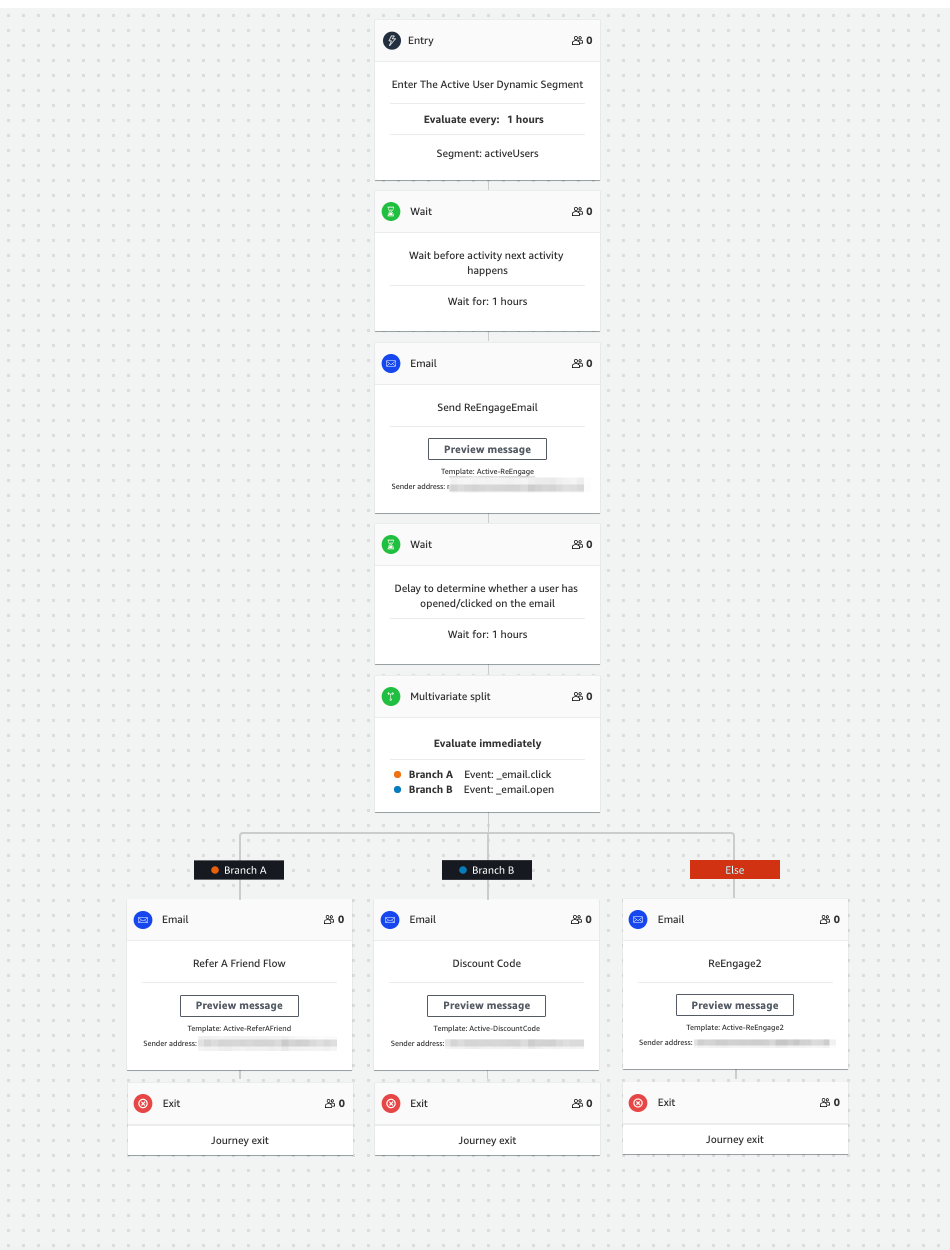 Entry 0
Enter The Active User Dynamic Segment
Evaluate every: 1 hours
Segment: activeUsers
Wait 0
Wait before activity next activity
happens
Wait for: 1 hours
Email 0
Send ReEngageEmail
Preview message
Template: Active-ReEngage
Sender address:
Wait 0
Delay to determine whether a user has
opened/clicked on the email
Wait for: 1 hours
Multivariate split 0
Evaluate immediately
Branch A Event: _email.click
Branch B Event: _email.open
Branch A
Branch B
Else
Email 0
Refer A Friend Flow
Preview message
Template: Active-ReferAFriend
Sender address:
Exit 0
Journey exit
Email 0
Discount Code
Preview message
Template: Active-DiscountCode
Sender address:
Exit 0
Journey exit
Email 0
ReEngage2
Preview message
Template: Active-ReEngage2
Sender address:
Exit 0
Journey exit